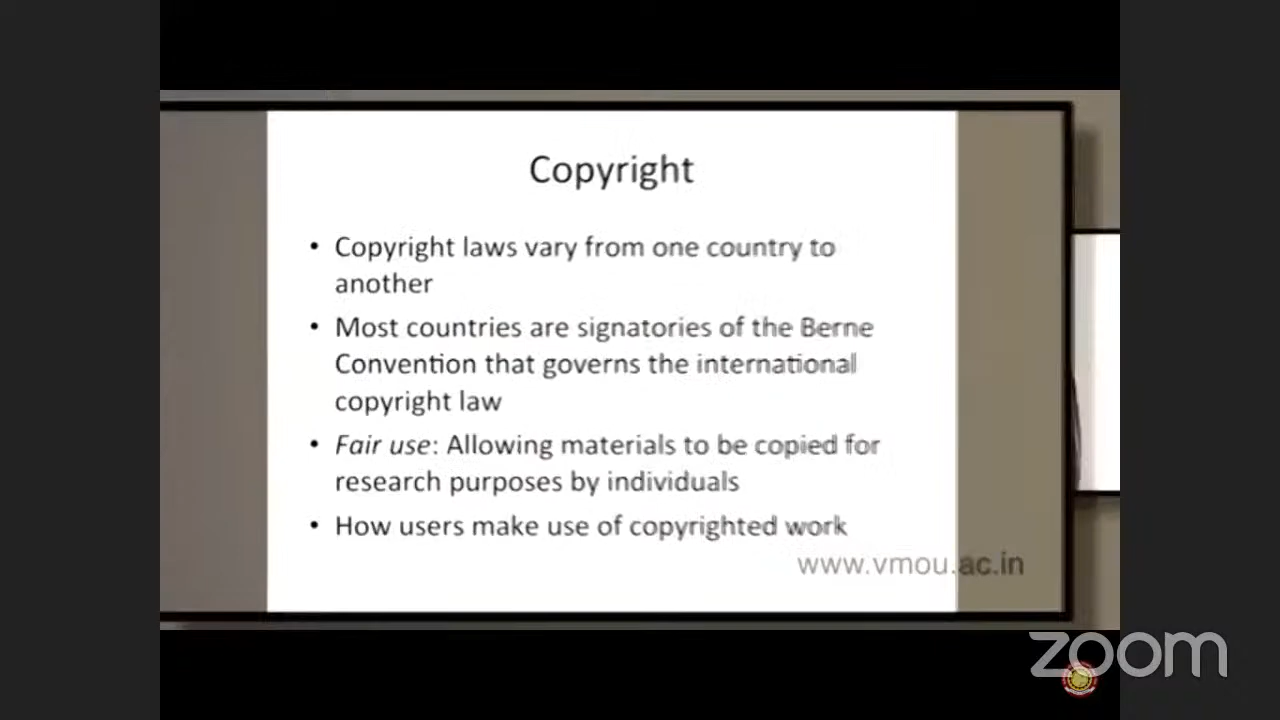 Copyright
• Copyright laws vary from one country to
another
• Most countries are signatories of the Berne
Convention that governs the international
copyright law
• Fair use: Allowing materials to be copied for
research purposes by individuals
• How users make use of copyrighted work
www.vmou.ac.in
zoom